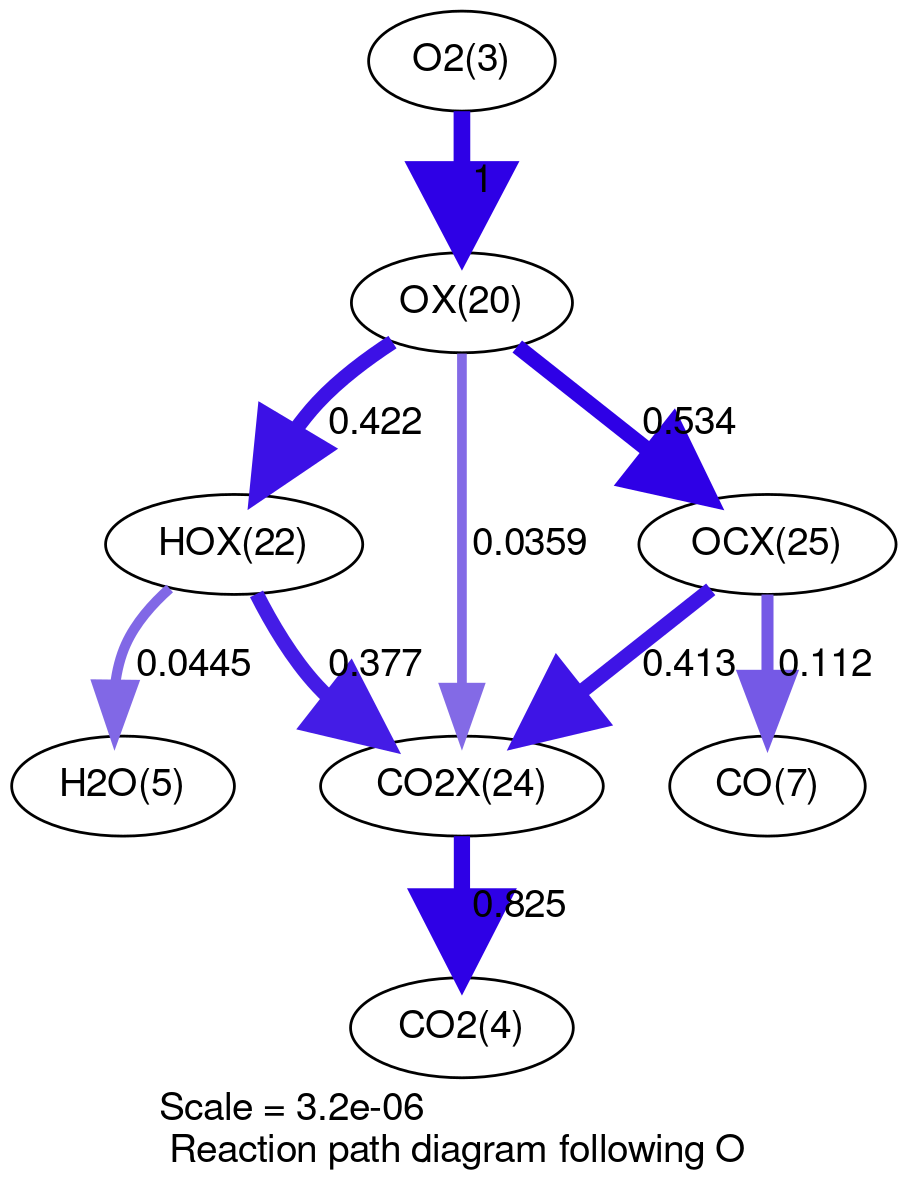 O2(3)
1
OX(20)
0.422
0.534
HOX(22)
0.0359
OCX(25)
0.0445
0.377
0.413
0.112
H2O(5)
CO2X(24)
CO(7)
0.825
CO2(4)
Scale = 3.2e-06
Reaction path diagram following O